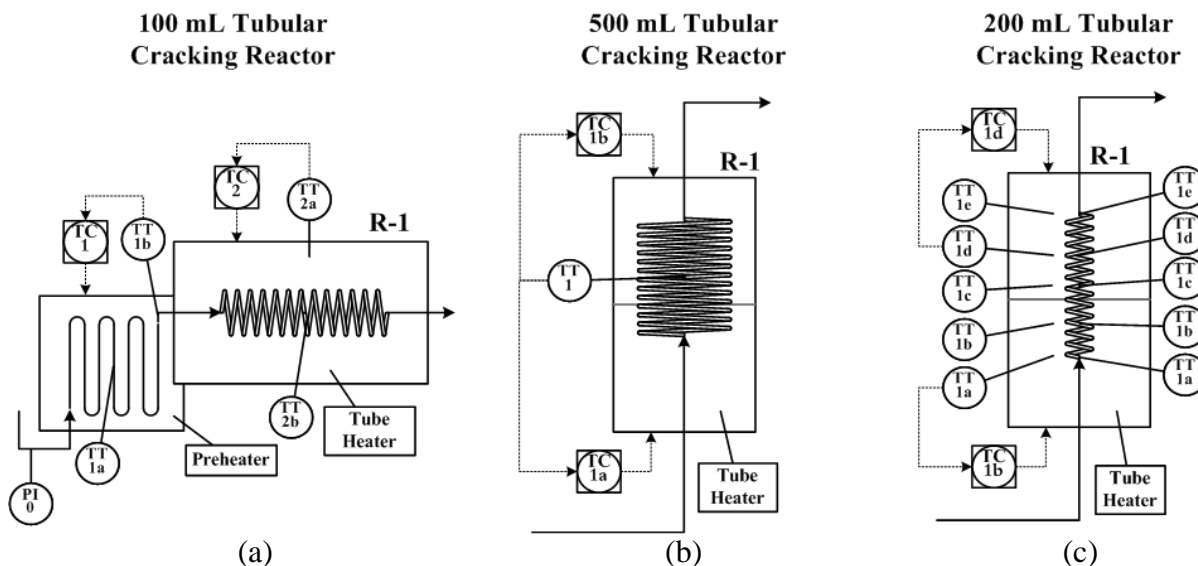 100 mL Tubular
Cracking Reactor
TC
2
TT
2a
R-1
TC
1
TT
1b
TT
2b
Tube
Heater
Preheater
TT
1a
PI
0
(a)
500 mL Tubular
Cracking Reactor
TC
1b
R-1
TT
1
TC
1a
Tube
Heater
(b)
200 mL Tubular
Cracking Reactor
TC
1d
R-1
TT
1e
TT
1e
TT
1d
TT
1d
TT
1c
TT
1c
TT
1b
TT
1b
TT
1a
TT
1a
TC
1b
Tube
Heater
(c)